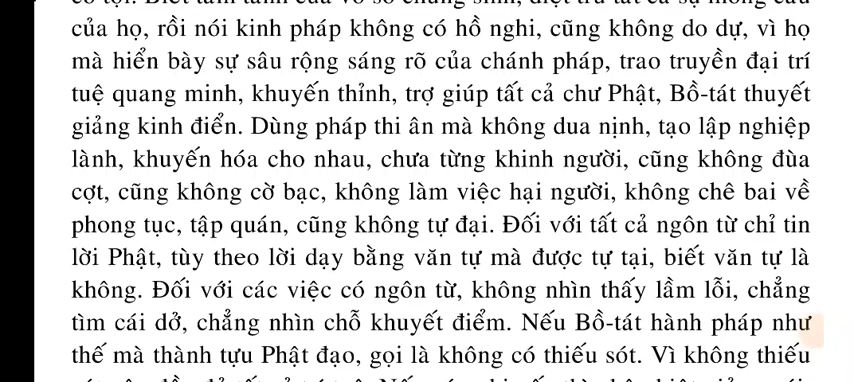 của họ, rồi nói kinh pháp không có hồ nghi, cũng không do dự, vì họ
mà hiển bày sự sâu rộng sáng rõ của chánh pháp, trao truyền đại trí
tuệ quang minh, khuyến thỉnh, trợ giúp tất cả chư Phật, Bồ-tát thuyết
giảng kinh điển. Dùng pháp thi ân mà không dua nịnh, tạo lập nghiệp
lành, khuyến hóa cho nhau, chưa từng khinh người, cũng không đùa
cợt, cũng không cờ bạc, không làm việc hại người, không chê bai về
phong tục, tập quán, cũng không tự đại. Đối với tất cả ngôn từ chỉ tin
lời Phật, tùy theo lời dạy bằng văn tự mà được tự tại, biết văn tự là
không. Đối với các việc có ngôn từ, không nhìn thấy lầm lỗi, chẳng
tìm cái dở, chẳng nhìn chỗ khuyết điểm. Nếu Bồ-tát hành pháp như
thế mà thành tựu Phật đạo, gọi là không có thiếu sót. Vì không thiếu